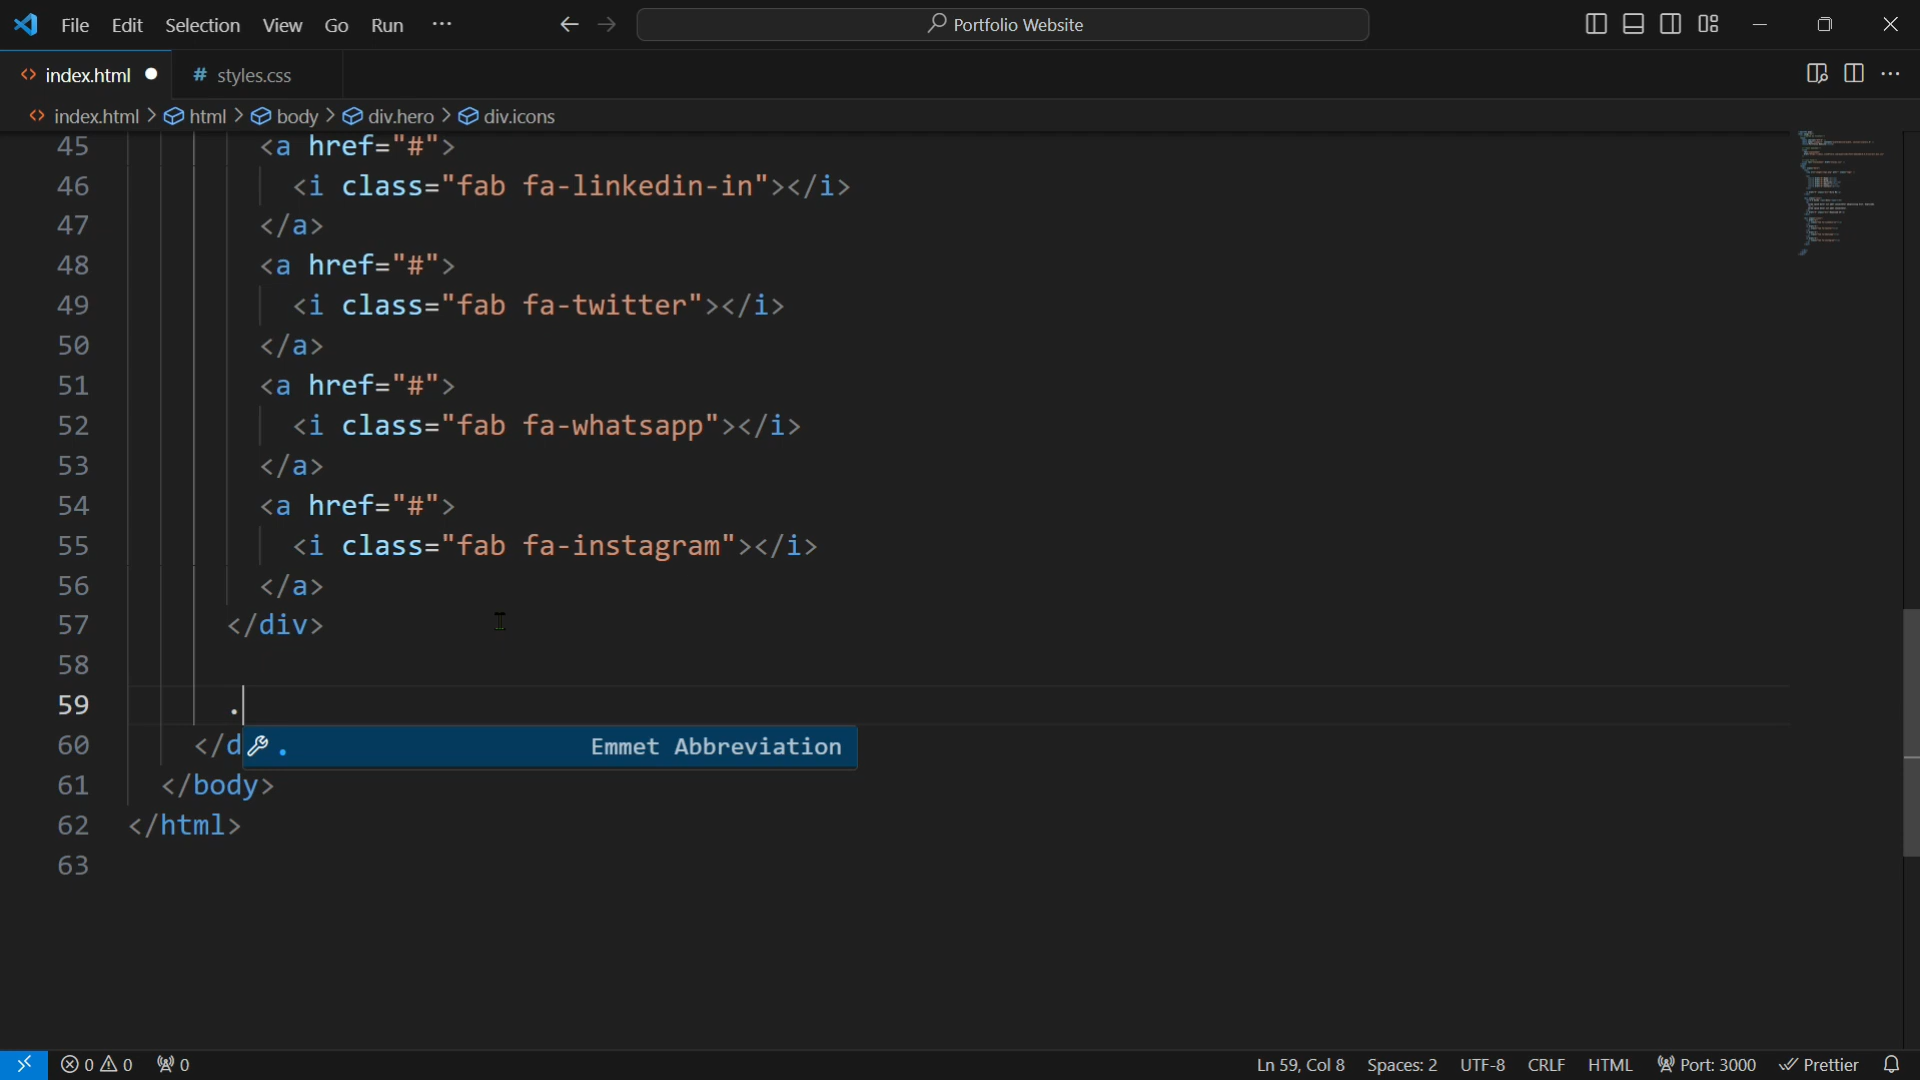 File Edit Selection View Go Run ··· Portfolio Website
<> index.html # styles.css
<> index.html > html > body > div.hero > div.icons
45 <a href="#">
46 <i class="fab fa-linkedin-in"></i>
47 </a>
48 <a href="#">
49 <i class="fab fa-twitter"></i>
50 </a>
51 <a href="#">
52 <i class="fab fa-whatsapp"></i>
53 </a>
54 <a href="#">
55 <i class="fab fa-instagram"></i>
56 </a>
57 </div>
58
59 .
60 </d . Emmet Abbreviation
61 </body>
62 </html>
63
0 0 0 Ln 59, Col 8 Spaces: 2 UTF-8 CRLF HTML Port: 3000 Prettier